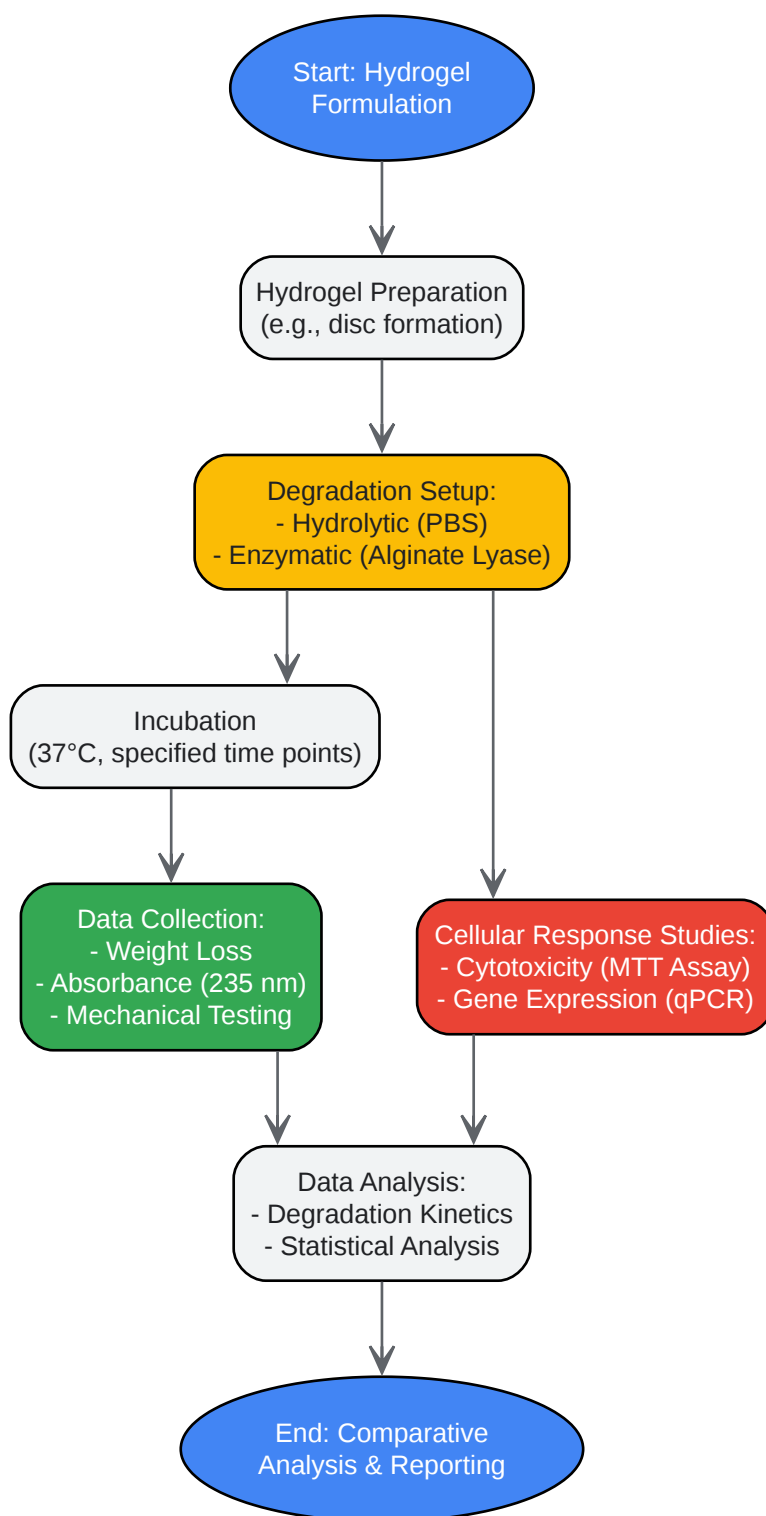 Start: Hydrogel
Formulation
Hydrogel Preparation
(e.g., disc formation)
Degradation Setup:
- Hydrolytic (PBS)
- Enzymatic (Alginate Lyase)
Incubation
(37°C, specified time points)
Data Collection:
- Weight Loss
- Absorbance (235 nm)
- Mechanical Testing
Cellular Response Studies:
- Cytotoxicity (MTT Assay)
- Gene Expression (qPCR)
Data Analysis:
- Degradation Kinetics
- Statistical Analysis
End: Comparative
Analysis & Reporting